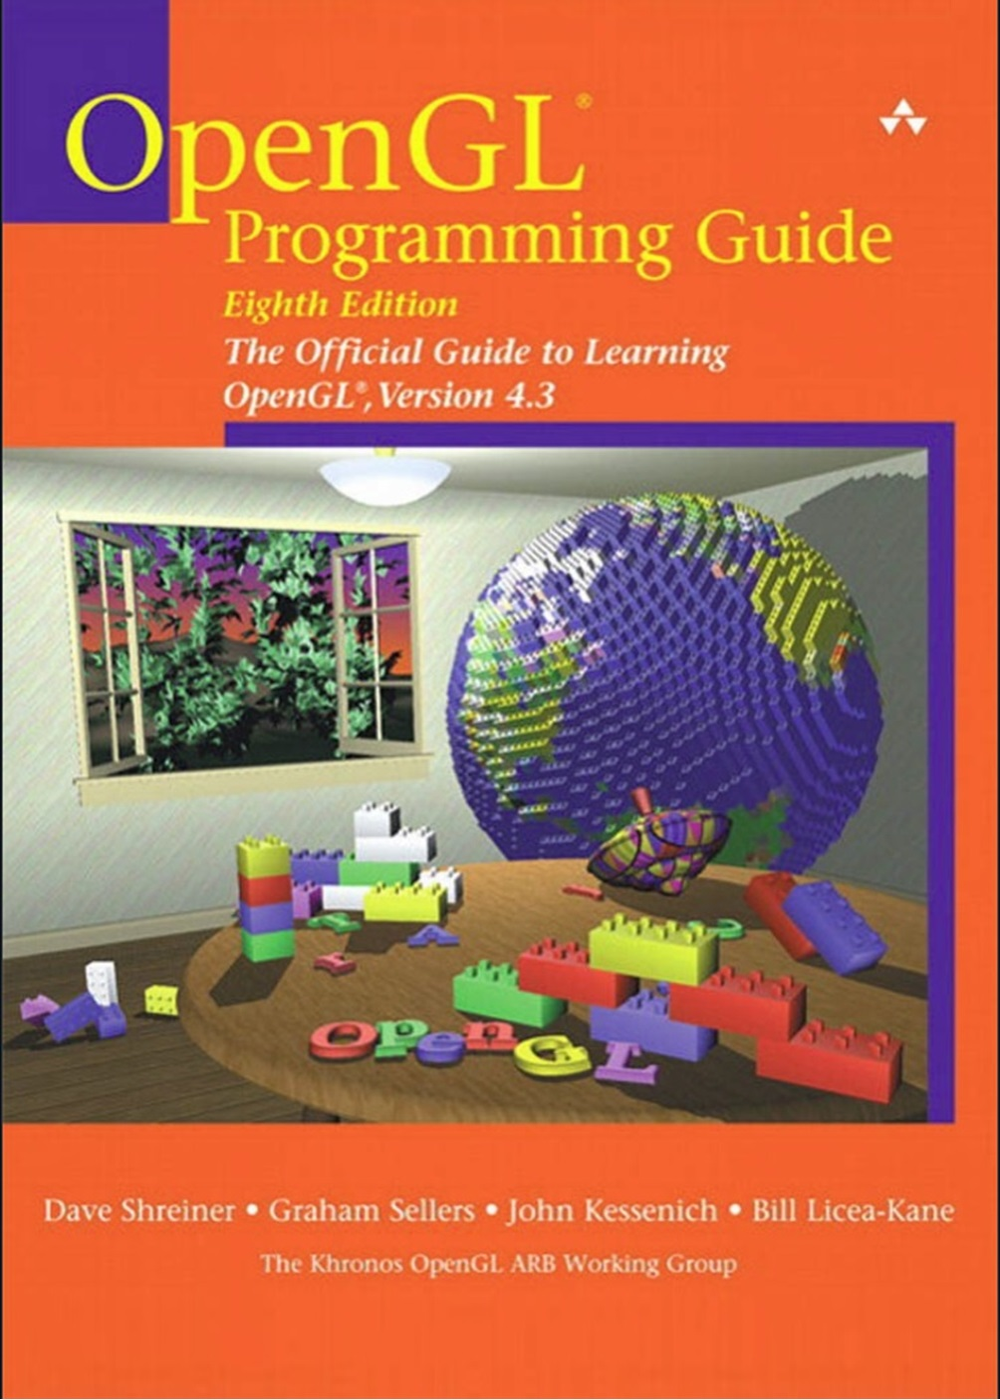 OpenGL®
Programming Guide
Eighth Edition
The Official Guide to Learning
OpenGL®, Version 4.3
OPENGL
Dave Shreiner • Graham Sellers • John Kessenich • Bill Licea-Kane
The Khronos OpenGL ARB Working Group